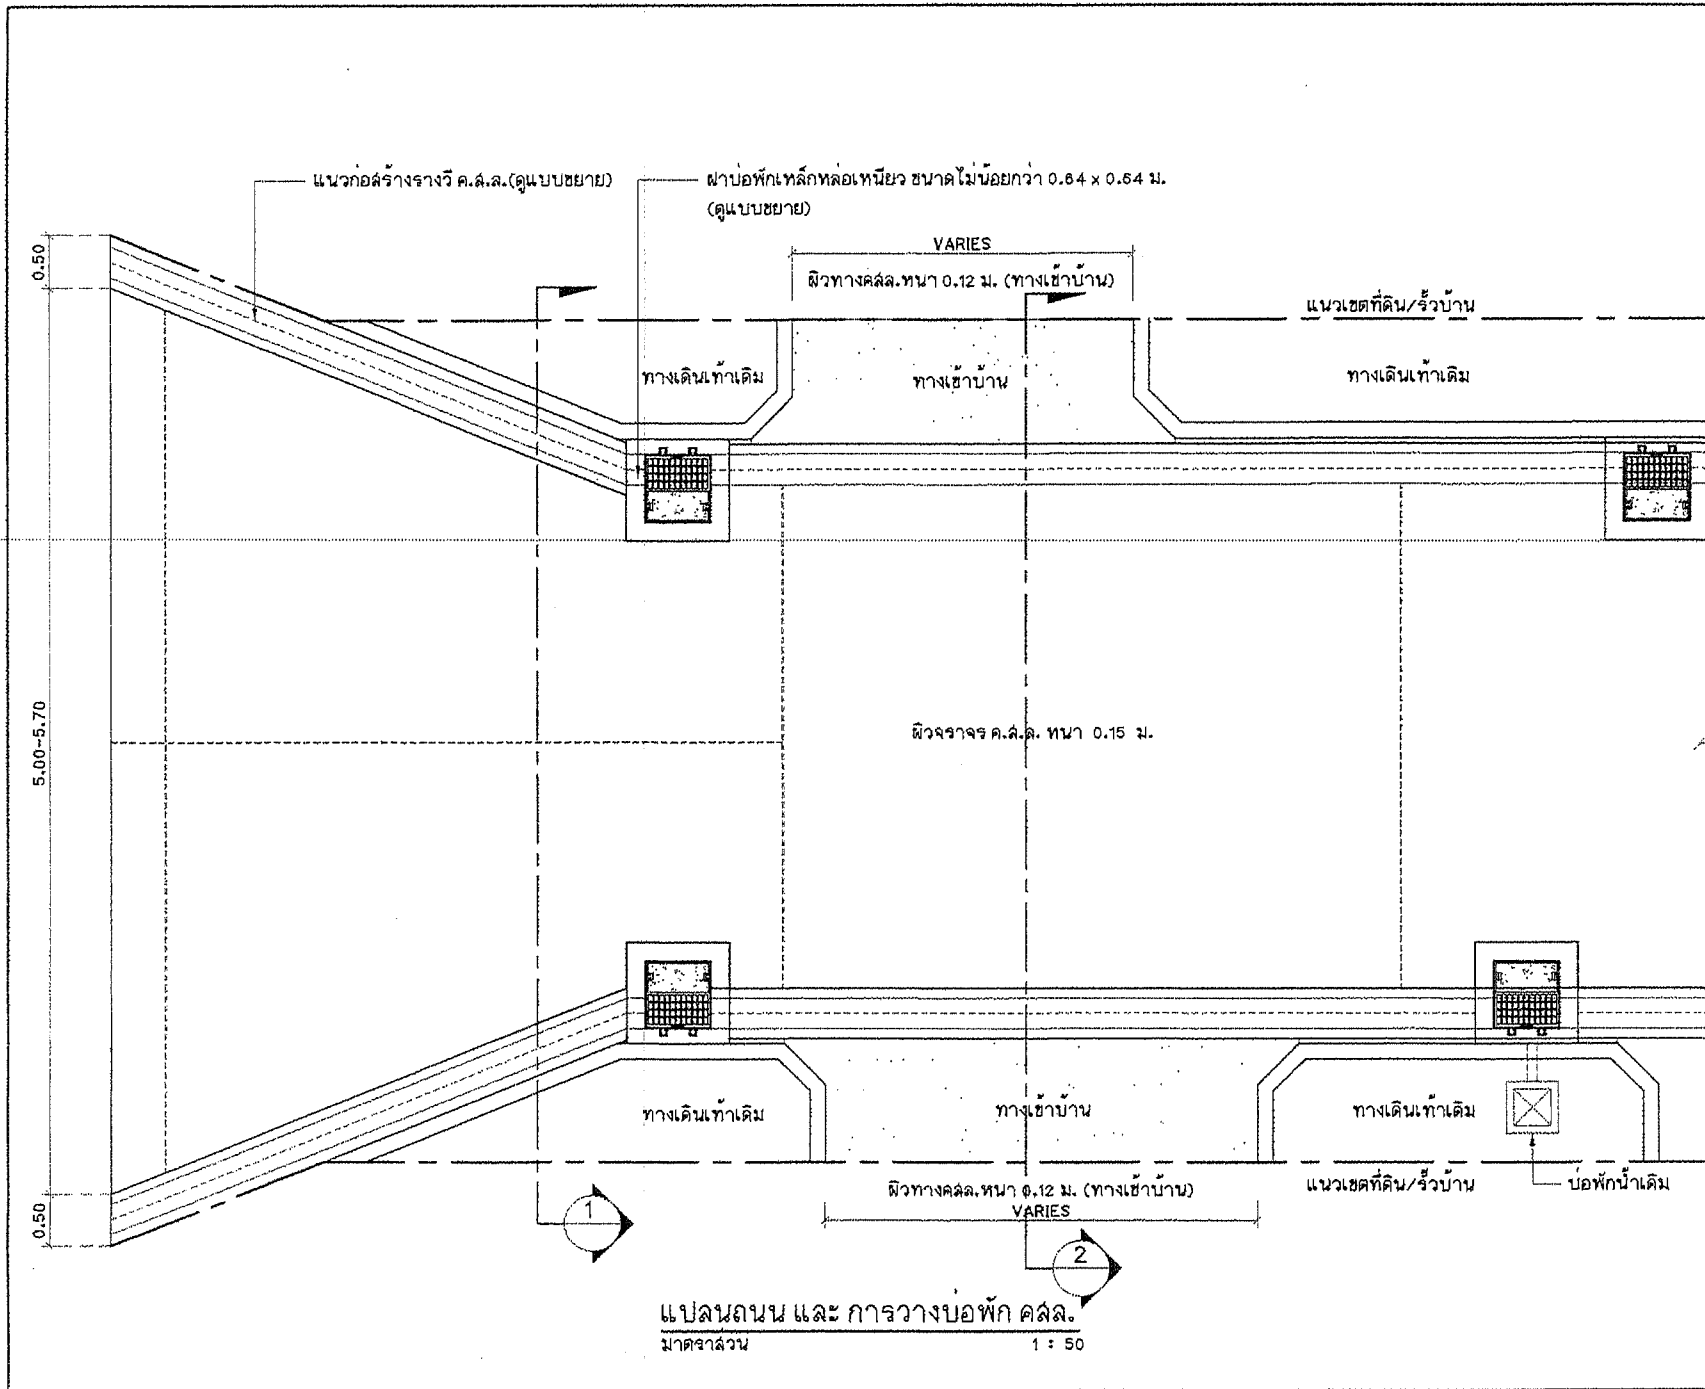 แนวก่อสร้างรางวี ค.ส.ล.(ดูแบบขยาย)
ฝาบ่อพักเหล็กหล่อเหนียว ขนาดไม่น้อยกว่า 0.64 x 0.64 ม.
(ดูแบบขยาย)
VARIES
ผิวทางคสล.หนา 0.12 ม. (ทางเข้าบ้าน)
แนวเขตที่ดิน/รั้วบ้าน
0.50
ทางเดินเท้าเดิม
ทางเข้าบ้าน
ทางเดินเท้าเดิม
5.00-5.70
ผิวจราจร ค.ส.ล. หนา 0.15 ม.
ทางเดินเท้าเดิม
ทางเข้าบ้าน
ทางเดินเท้าเดิม
ผิวทางคสล.หนา 0.12 ม. (ทางเข้าบ้าน)
VARIES
แนวเขตที่ดิน/รั้วบ้าน
บ่อพักน้ำเดิม
0.50
1
2
แปลนถนน และ การวางบ่อพัก คสล.
มาตราส่วน 1 : 50